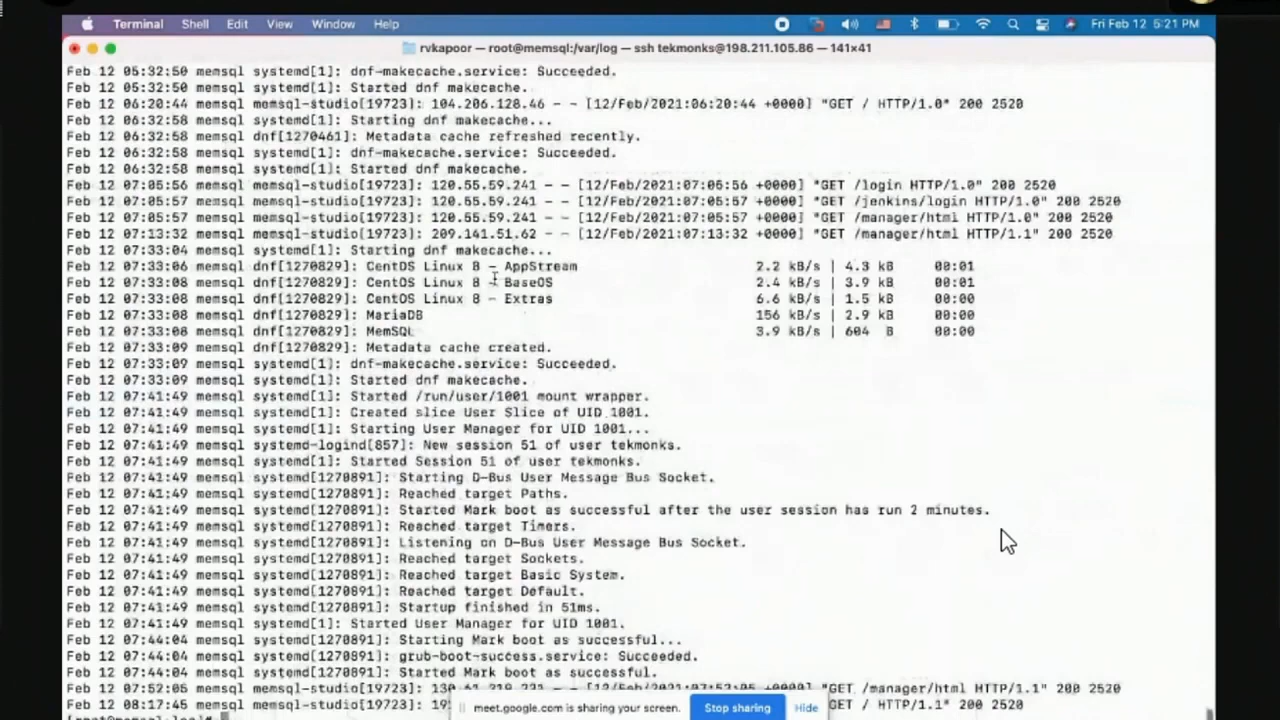 Terminal Shell Edit View Window Help Fri Feb 12 5:21 PM
rvkapoor — root@memsql:/var/log — ssh tekmonks@198.211.105.86 — 141×41
Feb 12 05:32:50 memsql systemd[1]: dnf-makecache.service: Succeeded.
Feb 12 05:32:50 memsql systemd[1]: Started dnf makecache.
Feb 12 06:20:44 memsql memsql-studio[19723]: 104.206.128.46 - - [12/Feb/2021:06:20:44 +0000] "GET / HTTP/1.0" 200 2520
Feb 12 06:32:58 memsql systemd[1]: Starting dnf makecache...
Feb 12 06:32:58 memsql dnf[1270461]: Metadata cache refreshed recently.
Feb 12 06:32:58 memsql systemd[1]: dnf-makecache.service: Succeeded.
Feb 12 06:32:58 memsql systemd[1]: Started dnf makecache.
Feb 12 07:05:56 memsql memsql-studio[19723]: 120.55.59.241 - - [12/Feb/2021:07:05:56 +0000] "GET /login HTTP/1.0" 200 2520
Feb 12 07:05:57 memsql memsql-studio[19723]: 120.55.59.241 - - [12/Feb/2021:07:05:57 +0000] "GET /jenkins/login HTTP/1.0" 200 2520
Feb 12 07:05:57 memsql memsql-studio[19723]: 120.55.59.241 - - [12/Feb/2021:07:05:57 +0000] "GET /manager/html HTTP/1.0" 200 2520
Feb 12 07:13:32 memsql memsql-studio[19723]: 209.141.51.62 - - [12/Feb/2021:07:13:32 +0000] "GET /manager/html HTTP/1.1" 200 2520
Feb 12 07:33:04 memsql systemd[1]: Starting dnf makecache...
Feb 12 07:33:06 memsql dnf[1270829]: CentOS Linux 8 - AppStream 2.2 kB/s | 4.3 kB 00:01
Feb 12 07:33:08 memsql dnf[1270829]: CentOS Linux 8 - BaseOS 2.4 kB/s | 3.9 kB 00:01
Feb 12 07:33:08 memsql dnf[1270829]: CentOS Linux 8 - Extras 6.6 kB/s | 1.5 kB 00:00
Feb 12 07:33:08 memsql dnf[1270829]: MariaDB 156 kB/s | 2.9 kB 00:00
Feb 12 07:33:08 memsql dnf[1270829]: MemSQL 3.9 kB/s | 604 B 00:00
Feb 12 07:33:09 memsql dnf[1270829]: Metadata cache created.
Feb 12 07:33:09 memsql systemd[1]: dnf-makecache.service: Succeeded.
Feb 12 07:33:09 memsql systemd[1]: Started dnf makecache.
Feb 12 07:41:49 memsql systemd[1]: Started /run/user/1001 mount wrapper.
Feb 12 07:41:49 memsql systemd[1]: Created slice User Slice of UID 1001.
Feb 12 07:41:49 memsql systemd[1]: Starting User Manager for UID 1001...
Feb 12 07:41:49 memsql systemd-logind[857]: New session 51 of user tekmonks.
Feb 12 07:41:49 memsql systemd[1]: Started Session 51 of user tekmonks.
Feb 12 07:41:49 memsql systemd[1270891]: Starting D-Bus User Message Bus Socket.
Feb 12 07:41:49 memsql systemd[1270891]: Reached target Paths.
Feb 12 07:41:49 memsql systemd[1270891]: Started Mark boot as successful after the user session has run 2 minutes.
Feb 12 07:41:49 memsql systemd[1270891]: Reached target Timers.
Feb 12 07:41:49 memsql systemd[1270891]: Listening on D-Bus User Message Bus Socket.
Feb 12 07:41:49 memsql systemd[1270891]: Reached target Sockets.
Feb 12 07:41:49 memsql systemd[1270891]: Reached target Basic System.
Feb 12 07:41:49 memsql systemd[1270891]: Reached target Default.
Feb 12 07:41:49 memsql systemd[1270891]: Startup finished in 51ms.
Feb 12 07:41:49 memsql systemd[1]: Started User Manager for UID 1001.
Feb 12 07:44:04 memsql systemd[1270891]: Starting Mark boot as successful...
Feb 12 07:44:04 memsql systemd[1270891]: grub-boot-success.service: Succeeded.
Feb 12 07:44:04 memsql systemd[1270891]: Started Mark boot as successful.
Feb 12 07:52:05 memsql memsql-studio[19723]: "GET /manager/html HTTP/1.1" 200 2520
Feb 12 08:17:45 memsql memsql-studio[19723]: "GET / HTTP/1.1" 200 2520
meet.google.com is sharing your screen. Stop sharing Hide